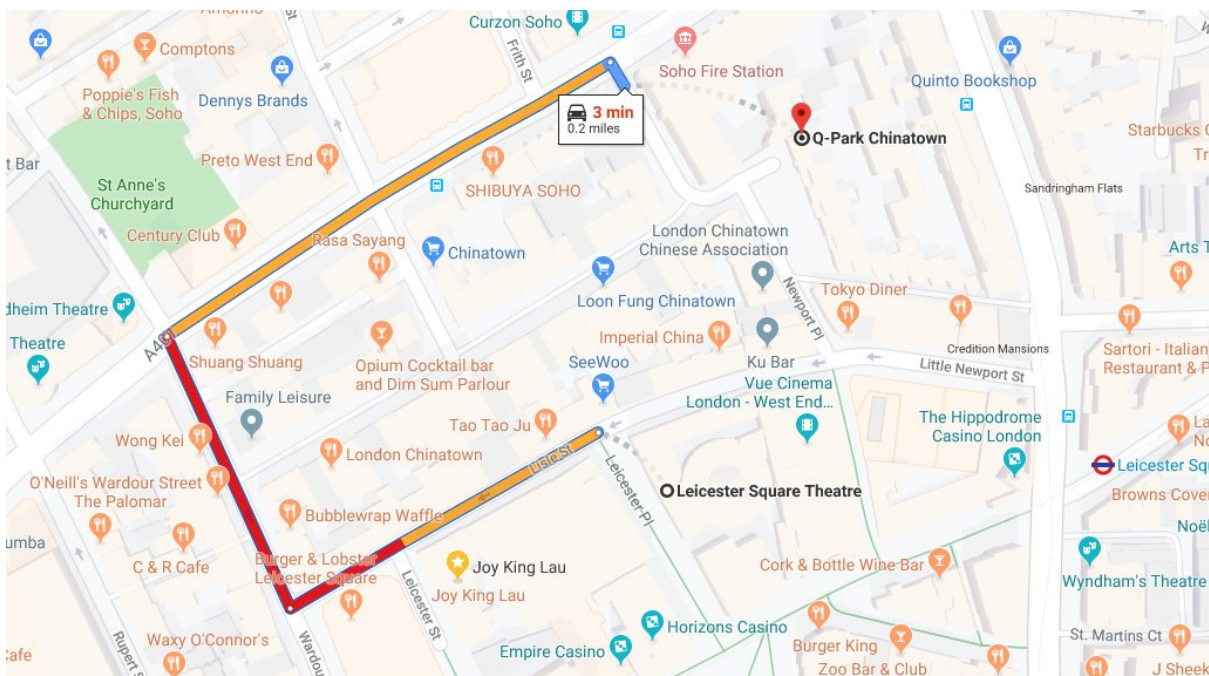 Curzon Soho
Comptons
Frith St
Soho Fire Station
Quinto Bookshop
Poppie's Fish
& Chips, Soho
Dennys Brands
3 min
0.2 miles
Q-Park Chinatown
Starbucks
t Bar
Preto West End
St Anne's
Churchyard
SHIBUYA SOHO
Sandringham Flats
Century Club
Rasa Sayang
Chinatown
London Chinatown
Chinese Association
Arts T
Loon Fung Chinatown
Newport Pl
Tokyo Diner
dheim Theatre
Theatre
Imperial China
Shuang Shuang
Opium Cocktail bar
and Dim Sum Parlour
SeeWoo
Ku Bar
Credition Mansions
Sartori - Italian
Restaurant & P
Little Newport St
Family Leisure
Vue Cinema
London - West End...
Tao Tao Ju
The Hippodrome
Casino London
Wong Kei
London Chinatown
Lisle St
Leicester Pl
Leicester Squ
O'Neill's Wardour Street
The Palomar
Leicester Square Theatre
Browns Cove
Bubblewrap Waffle
Noël
umba
C & R Cafe
Burger & Lobster
Leicester Square
Joy King Lau
Joy King Lau
Cork & Bottle Wine Bar
Wyndham's Theatre
Leicester St
Rupert St
Waxy O'Connor's
Wardou
Horizons Casino
Empire Casino
Burger King
Zoo Bar & Club
St. Martins Ct
J Sheek
Cafe